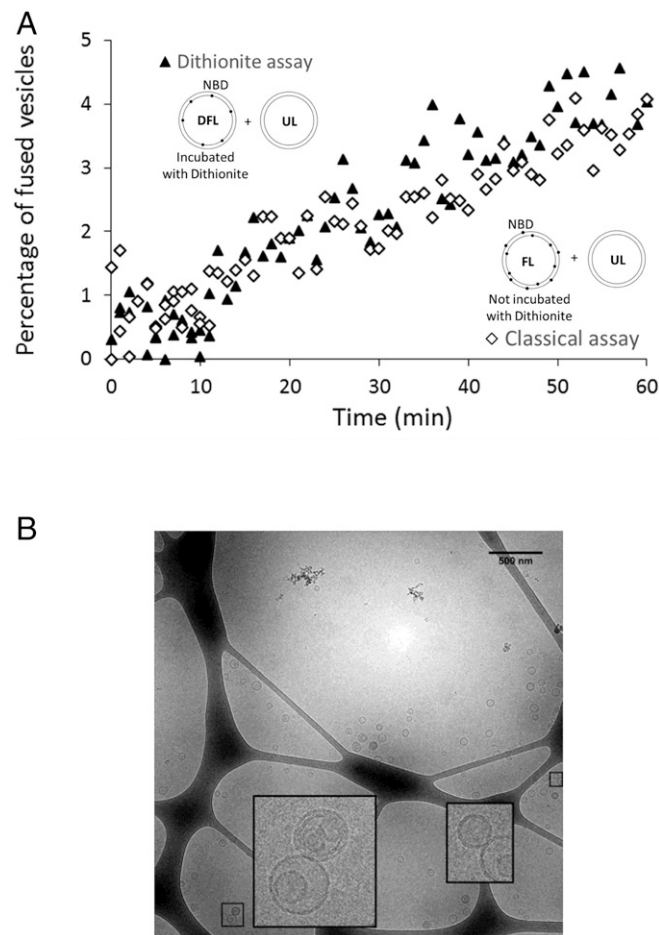 A
5
4
3
2
1
0
Percentage of fused vesicles
▲ Dithionite assay
NBD
DFL + UL
Incubated
with Dithionite
NBD
FL + UL
Not incubated
with Dithionite
◇ Classical assay
0 10 20 30 40 50 60
Time (min)
B
500 nm